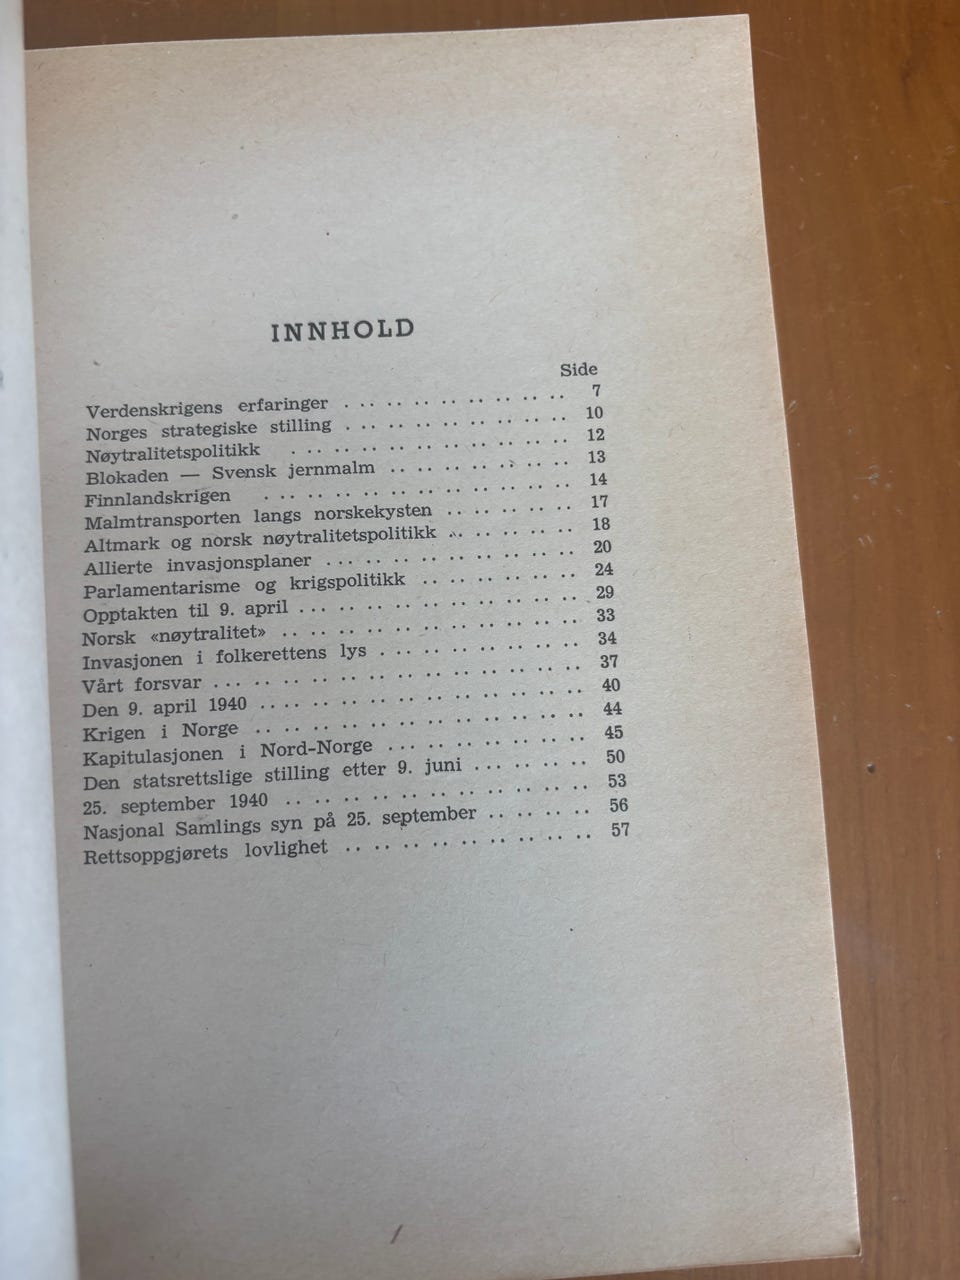 INNHOLD
Side
Verdenskrigens erfaringer . .. .. .. .. .. .. .. .. 7
Norges strategiske stilling . .. .. .. .. .. .. .. .. 10
Nøytralitetspolitikk . .. .. .. .. .. .. .. .. .. .. 12
Blokaden — Svensk jernmalm .. .. .. .. .. .. .. 13
Finnlandskrigen . .. .. .. .. .. .. .. .. .. .. .. 14
Malmtransporten langs norskekysten .. .. .. .. .. 17
Altmark og norsk nøytralitetspolitikk .. .. .. .. .. 18
Allierte invasjonsplaner . .. .. .. .. .. .. .. .. .. 20
Parlamentarisme og krigspolitikk .. .. .. .. .. .. 24
Opptakten til 9. april . .. .. .. .. .. .. .. .. .. .. 29
Norsk «nøytralitet» .. .. .. .. .. .. .. .. .. .. .. 33
Invasjonen i folkerettens lys . .. .. .. .. .. .. .. 34
Vårt forsvar . .. .. .. .. .. .. .. .. .. .. .. .. .. 37
Den 9. april 1940 .. .. .. .. .. .. .. .. .. .. .. .. 40
Krigen i Norge .. .. .. .. .. .. .. .. .. .. .. .. 44
Kapitulasjonen i Nord-Norge .. .. .. .. .. .. .. 45
Den statsrettslige stilling etter 9. juni . .. .. .. .. 50
25. september 1940 .. .. .. .. .. .. .. .. .. .. .. 53
Nasjonal Samlings syn på 25. september .. .. .. .. 56
Rettsoppgjørets lovlighet .. .. .. .. .. .. .. .. .. 57